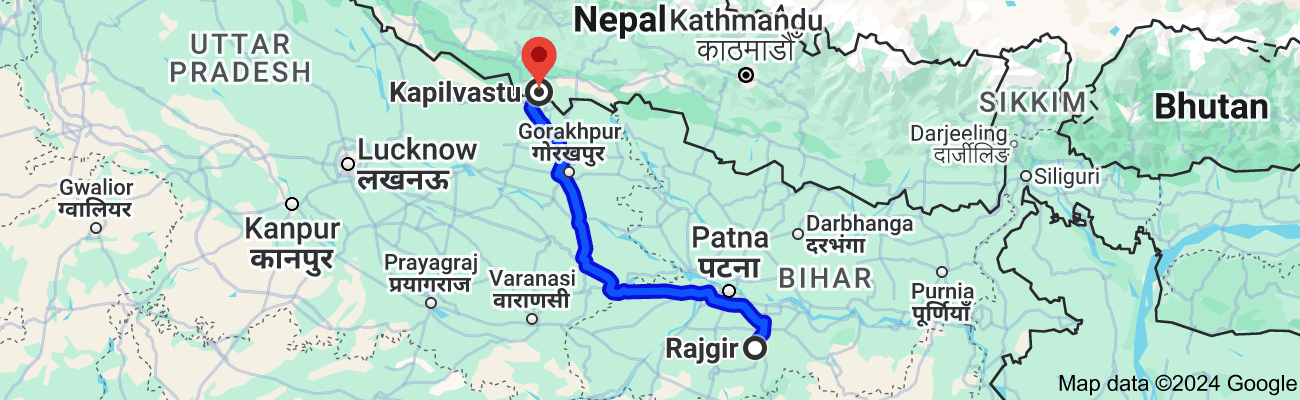 Nepal
Kathmandu
काठमाडौँ
UTTAR
PRADESH
Kapilvastu
SIKKIM
Bhutan
Gorakhpur
गोरखपुर
Darjeeling
दार्जीलिङ
Lucknow
लखनऊ
Siliguri
Gwalior
ग्वालियर
Kanpur
कानपुर
Darbhanga
दरभंगा
Patna
पटना
BIHAR
Prayagraj
प्रयागराज
Varanasi
वाराणसी
Purnia
पूर्णियाँ
Rajgir
Map data ©2024 Google